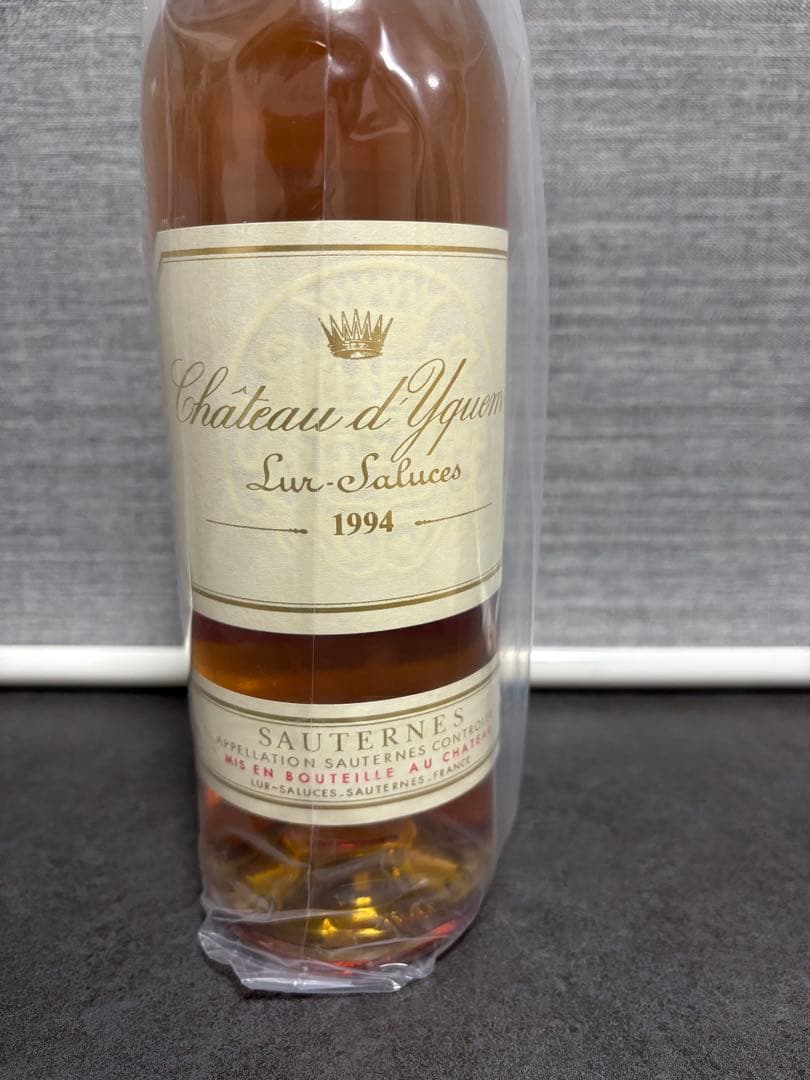 Château d'Yquem
Lur-Saluces
1994
SAUTERNES
APPELLATION SAUTERNES CONTROLÉE
MIS EN BOUTEILLE AU CHATEAU
LUR-SALUCES-SAUTERNES-FRANCE